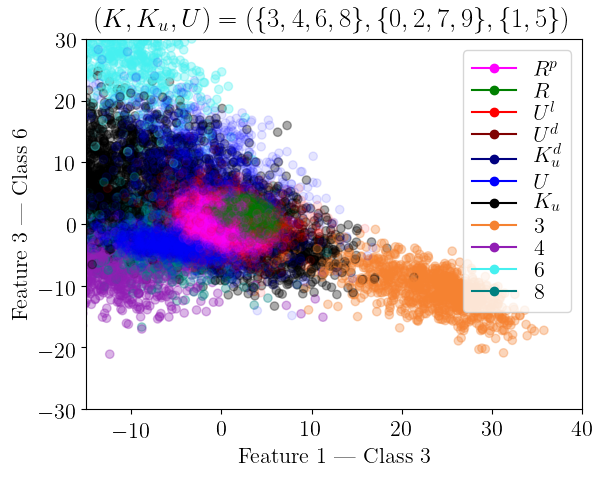 (K, K_u, U) = ({3, 4, 6, 8}, {0, 2, 7, 9}, {1, 5})
30
20
10
0
−10
−20
−30
Feature 3 — Class 6
R^p
R
U^l
U^d
K_u^d
U
K_u
3
4
6
8
−10
0
10
20
30
40
Feature 1 — Class 3